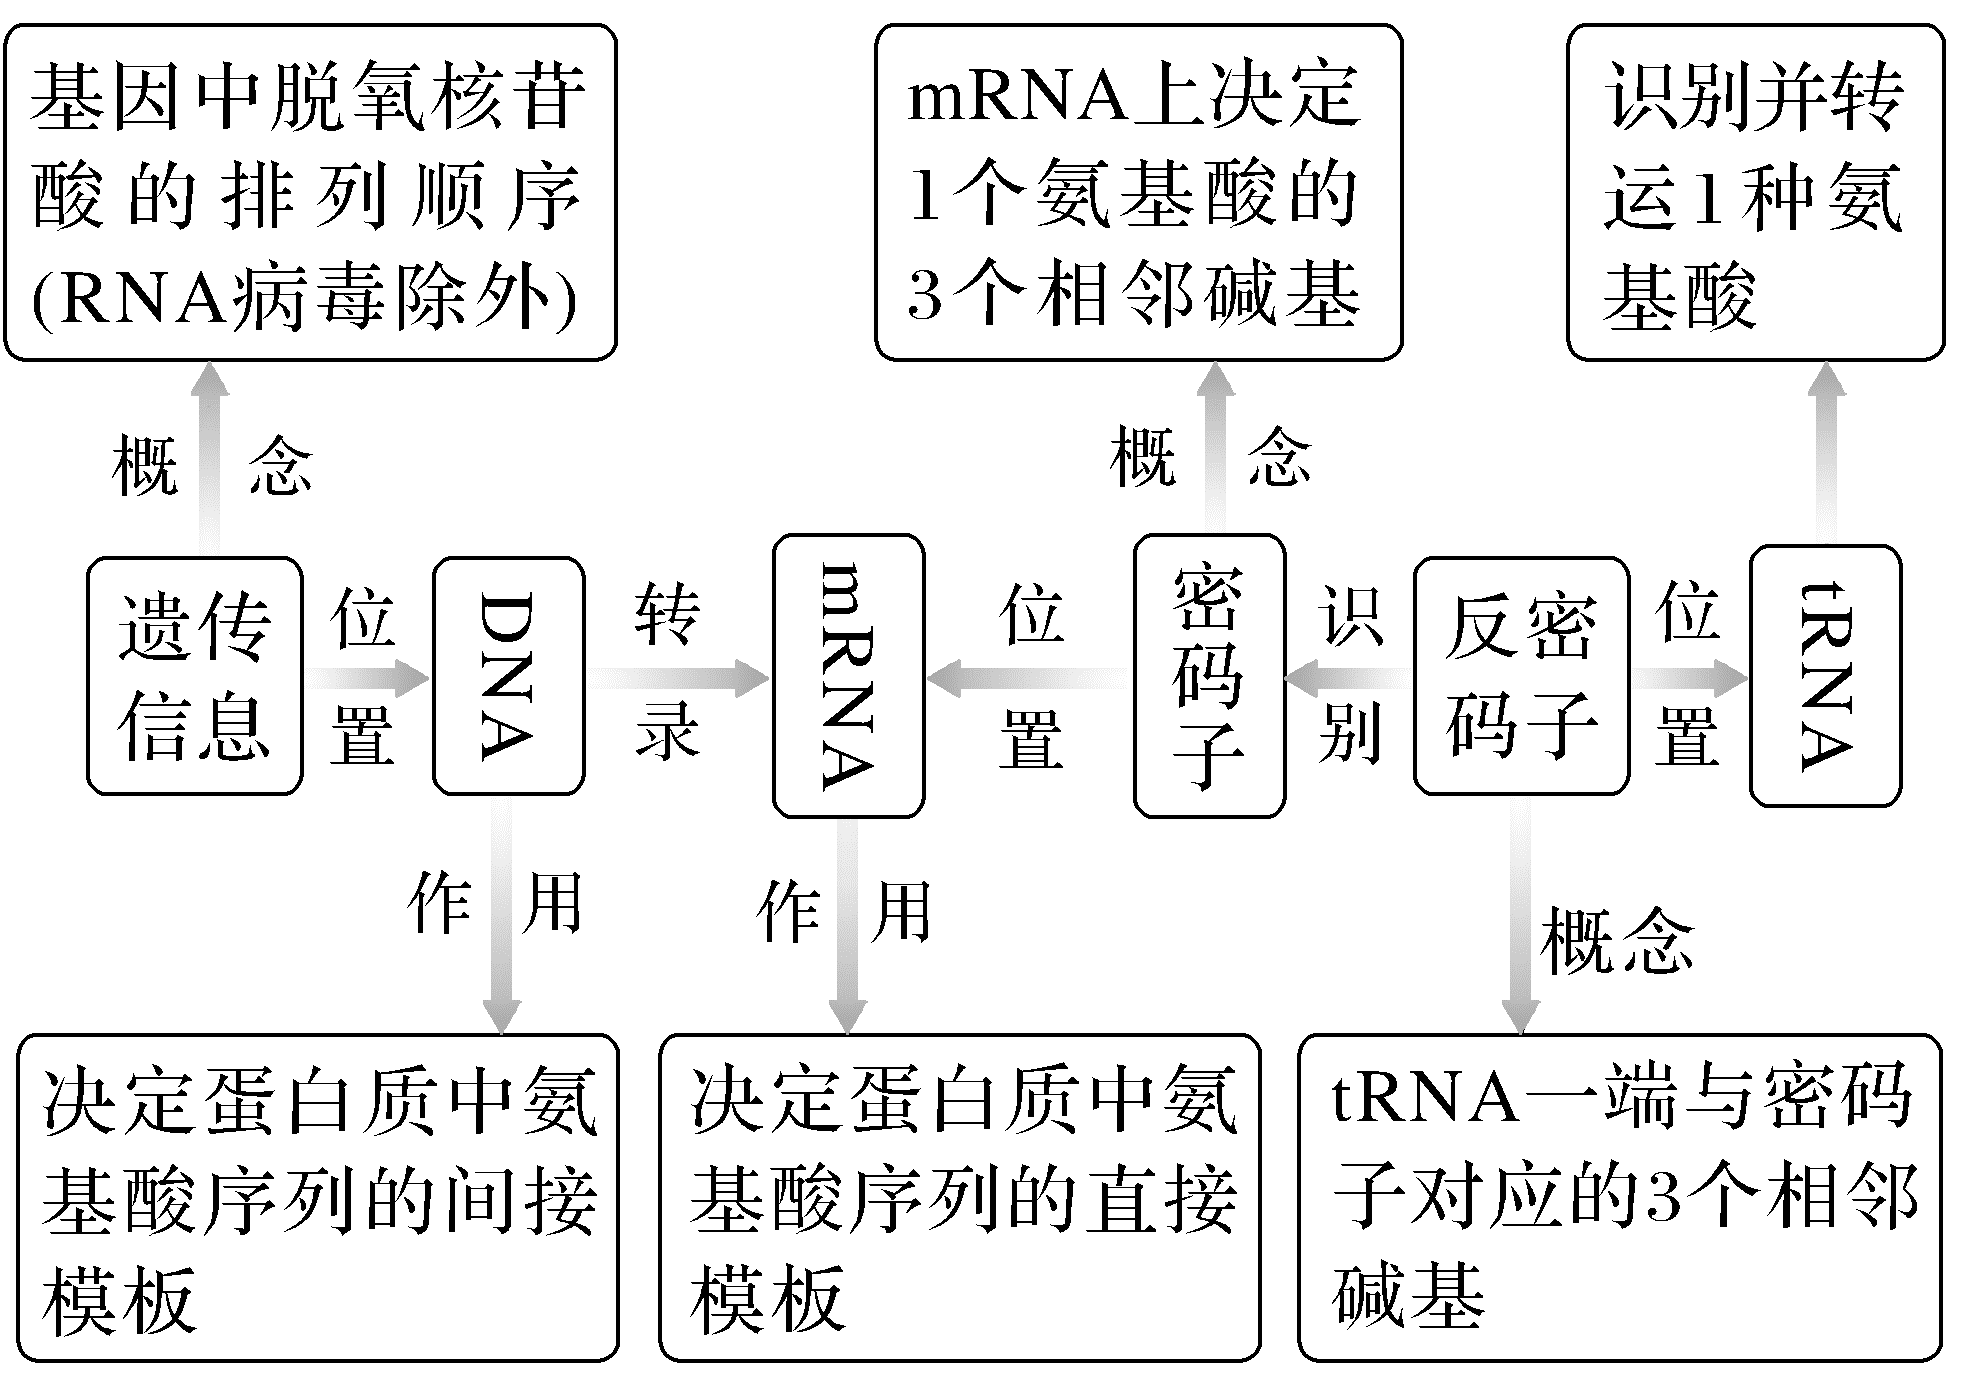 基因中脱氧核苷
酸的排列顺序
(RNA病毒除外)
mRNA上决定
1个氨基酸的
3个相邻碱基
识别并转
运1种氨
基酸
概念
概念
遗传
信息
位置
DNA
转录
mRNA
位置
密码子
识别
反密
码子
位置
tRNA
作用
作用
概念
决定蛋白质中氨
基酸序列的间接
模板
决定蛋白质中氨
基酸序列的直接
模板
tRNA一端与密码
子对应的3个相邻
碱基